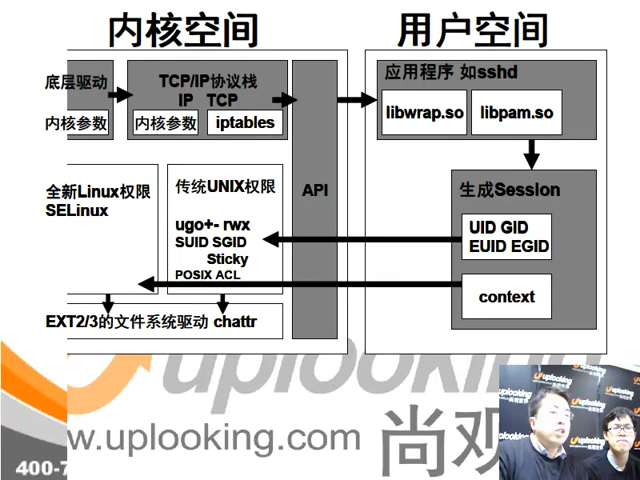 内核空间
用户空间
底层驱动
内核参数
TCP/IP协议栈
IP TCP
内核参数
iptables
API
应用程序 如sshd
libwrap.so
libpam.so
全新Linux权限
SELinux
传统UNIX权限
ugo+- rwx
SUID SGID
Sticky
POSIX ACL
生成Session
UID GID
EUID EGID
context
EXT2/3的文件系统驱动 chattr
uplooking
w.uplooking.com
尚观
400-7
uplooking